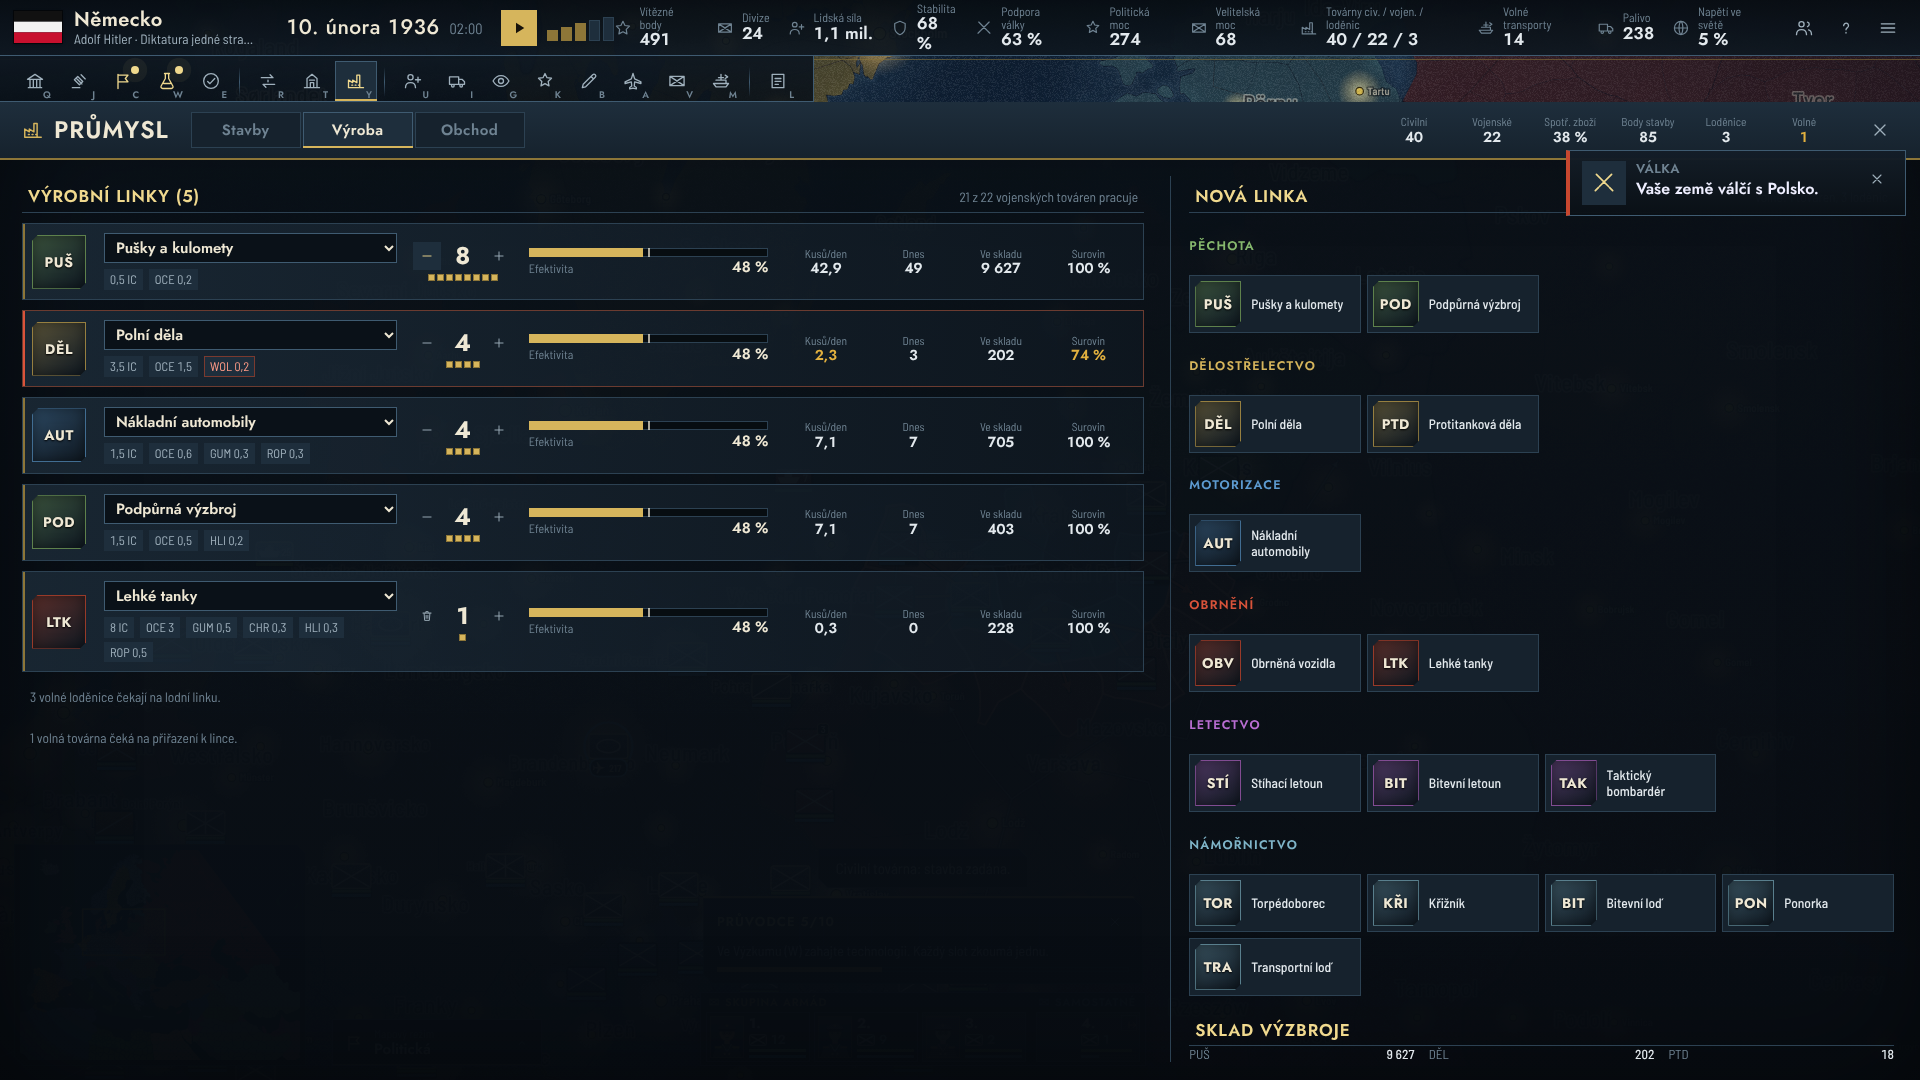 Německo
Adolf Hitler · Diktatura jedné stra...
10. února 1936 02:00
Vítězné body 491
Divize 24
Lidská síla 1,1 mil.
Stabilita 68 %
Podpora války 63 %
Politická moc 274
Velitelská moc 68
Továrny civ. / vojen. / loděnic 40 / 22 / 3
Volné transporty 14
Palivo 238
Napětí ve světě 5 %
?
Q J C W E R T Y U I G K B A V M L
Tartu
PRŮMYSL
Stavby Výroba Obchod
Civilní 40
Vojenské 22
Spotř. zboží 38 %
Body stavby 85
Loděnice 3
Volné 1
VÁLKA
Vaše země válčí s Polsko.
VÝROBNÍ LINKY (5)
21 z 22 vojenských továren pracuje
PUŠ
Pušky a kulomety
0,5 IC OCE 0,2
− 8 +
Efektivita 48 %
Kusů/den 42,9
Dnes 49
Ve skladu 9 627
Surovin 100 %
DĚL
Polní děla
3,5 IC OCE 1,5 WOL 0,2
− 4 +
Efektivita 48 %
Kusů/den 2,3
Dnes 3
Ve skladu 202
Surovin 74 %
AUT
Nákladní automobily
1,5 IC OCE 0,6 GUM 0,3 ROP 0,3
− 4 +
Efektivita 48 %
Kusů/den 7,1
Dnes 7
Ve skladu 705
Surovin 100 %
POD
Podpůrná výzbroj
1,5 IC OCE 0,5 HLI 0,2
− 4 +
Efektivita 48 %
Kusů/den 7,1
Dnes 7
Ve skladu 403
Surovin 100 %
LTK
Lehké tanky
8 IC OCE 3 GUM 0,5 CHR 0,3 HLI 0,3
ROP 0,5
1 +
Efektivita 48 %
Kusů/den 0,3
Dnes 0
Ve skladu 228
Surovin 100 %
3 volné loděnice čekají na lodní linku.
1 volná továrna čeká na přiřazení k lince.
NOVÁ LINKA
PĚCHOTA
PUŠ Pušky a kulomety
POD Podpůrná výzbroj
DĚLOSTŘELECTVO
DĚL Polní děla
PTD Protitanková děla
MOTORIZACE
AUT Nákladní automobily
OBRNĚNÍ
OBV Obrněná vozidla
LTK Lehké tanky
LETECTVO
STÍ Stíhací letoun
BIT Bitevní letoun
TAK Taktický bombardér
NÁMOŘNICTVO
TOR Torpédoborec
KŘI Křižník
BIT Bitevní loď
PON Ponorka
TRA Transportní loď
SKLAD VÝZBROJE
PUŠ 9 627 DĚL 202 PTD 18